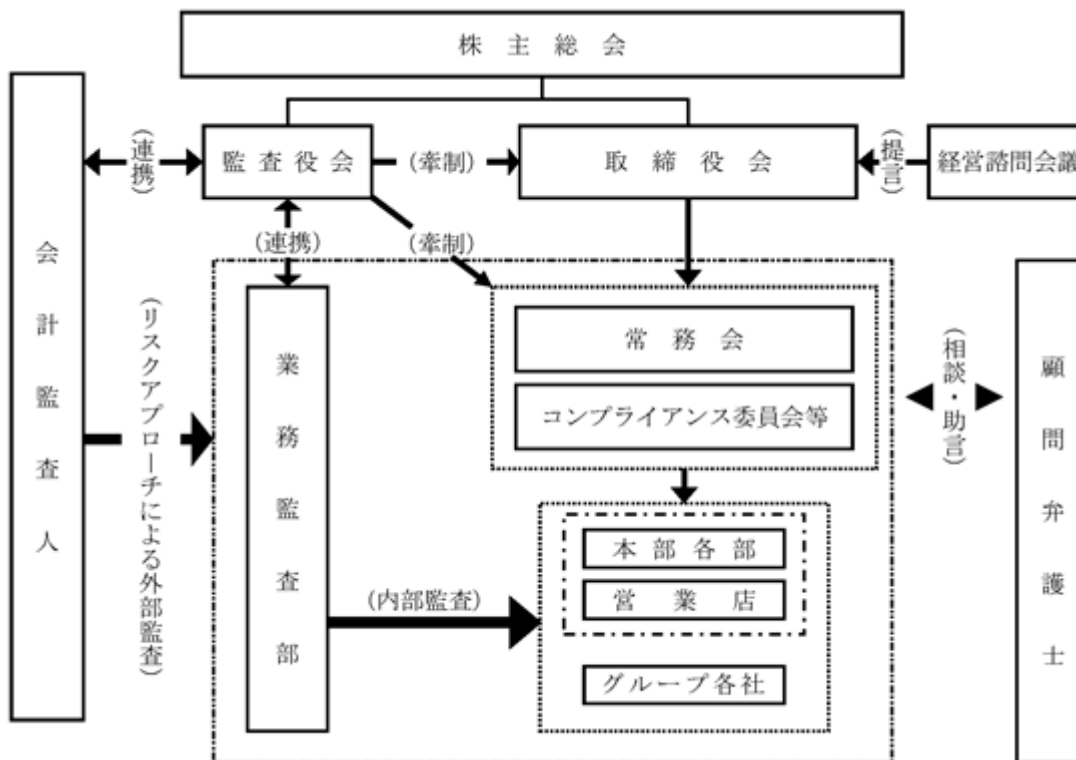 株主総会
監査役会
取締役会
経営諮問会議
(連携)
(牽制)
(提言)
(連携)
(牽制)
会計監査人
(リスクアプローチによる外部監査)
業務監査部
常務会
コンプライアンス委員会等
(相談・助言)
顧問弁護士
本部各部
営業店
(内部監査)
グループ各社